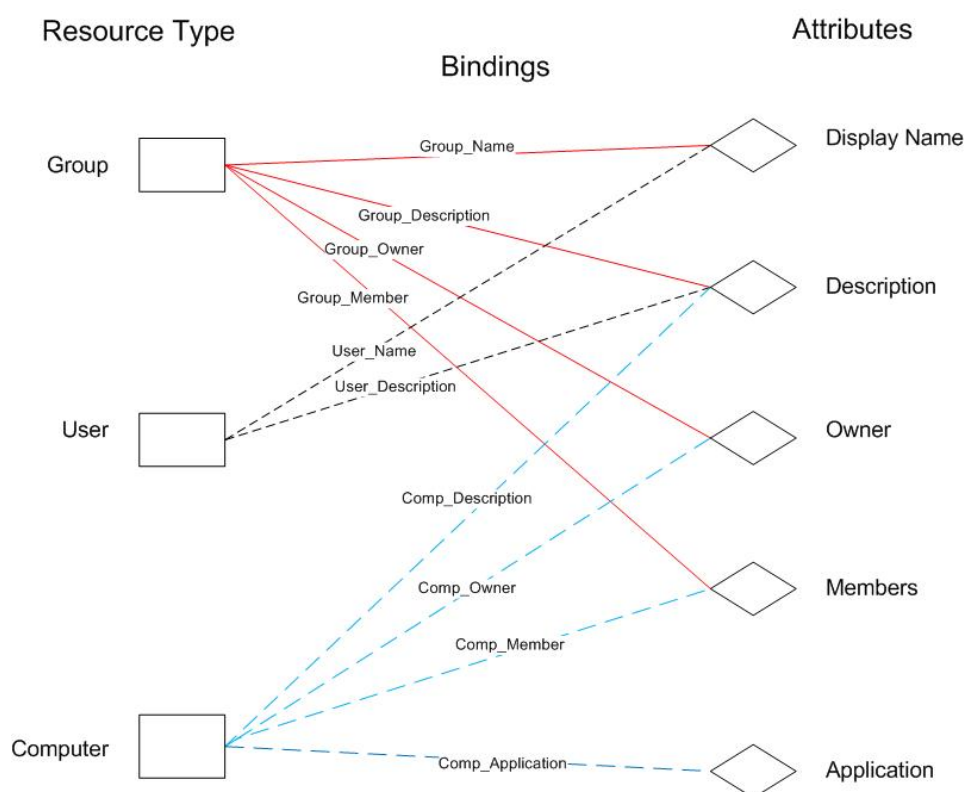 Resource Type
Attributes
Bindings
Group
Group_Name
Display Name
Group_Description
Group_Owner
Description
Group_Member
User_Name
User_Description
User
Owner
Comp_Description
Comp_Owner
Members
Comp_Member
Computer
Comp_Application
Application